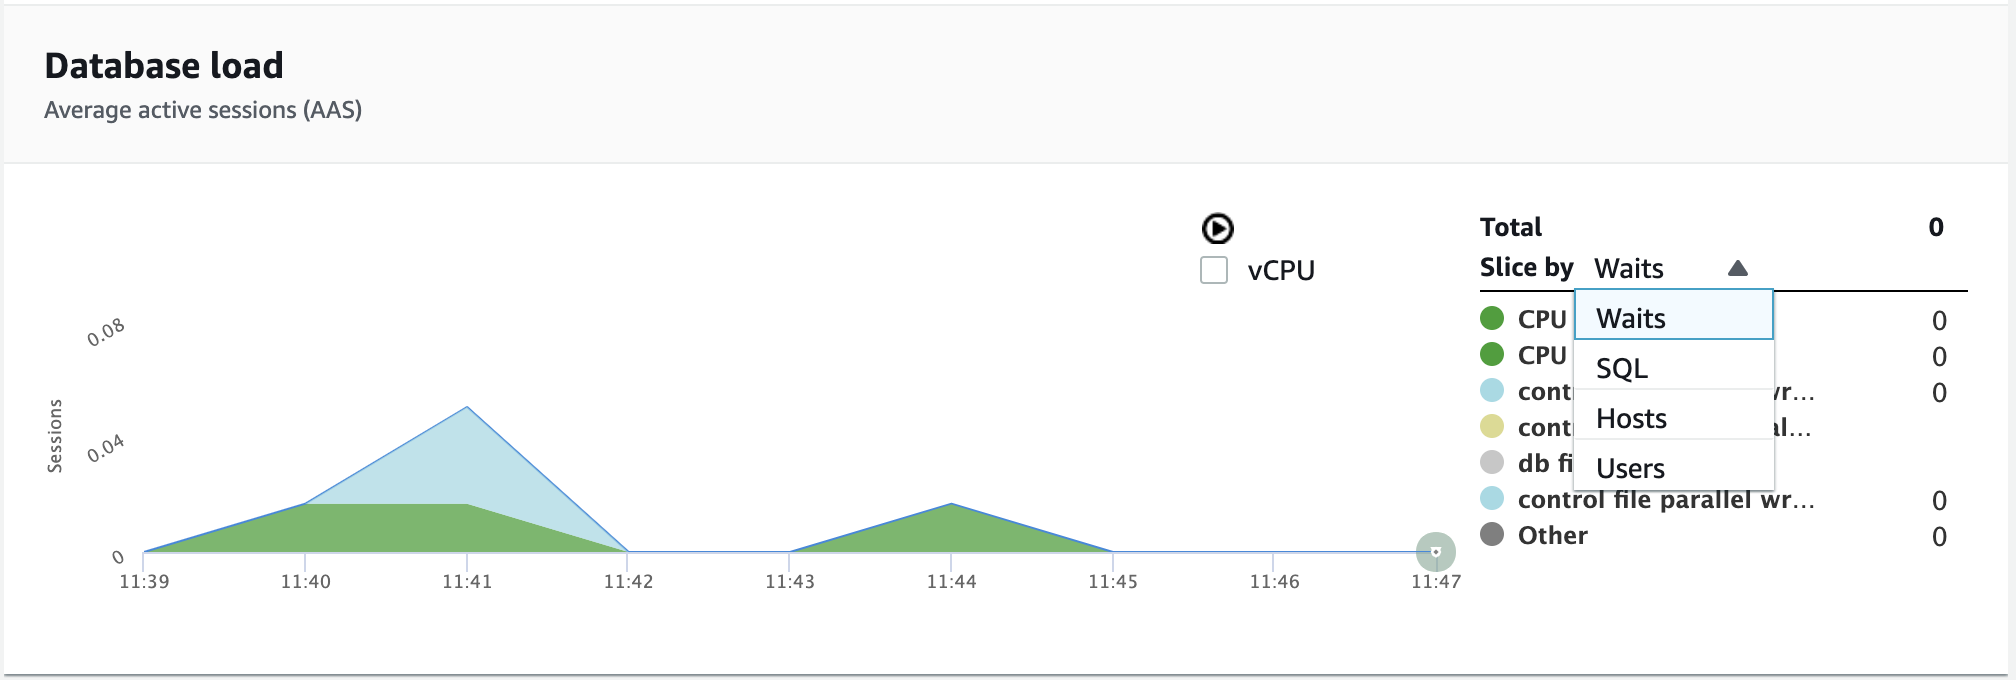 Database load
Average active sessions (AAS)
Total 0
vCPU
Slice by Waits
Waits
SQL
Hosts
Users
CPU 0
CPU 0
cont wr... 0
cont al...
db fi
control file parallel wr... 0
Other 0
Sessions
0.08
0.04
0
11:39 11:40 11:41 11:42 11:43 11:44 11:45 11:46 11:47